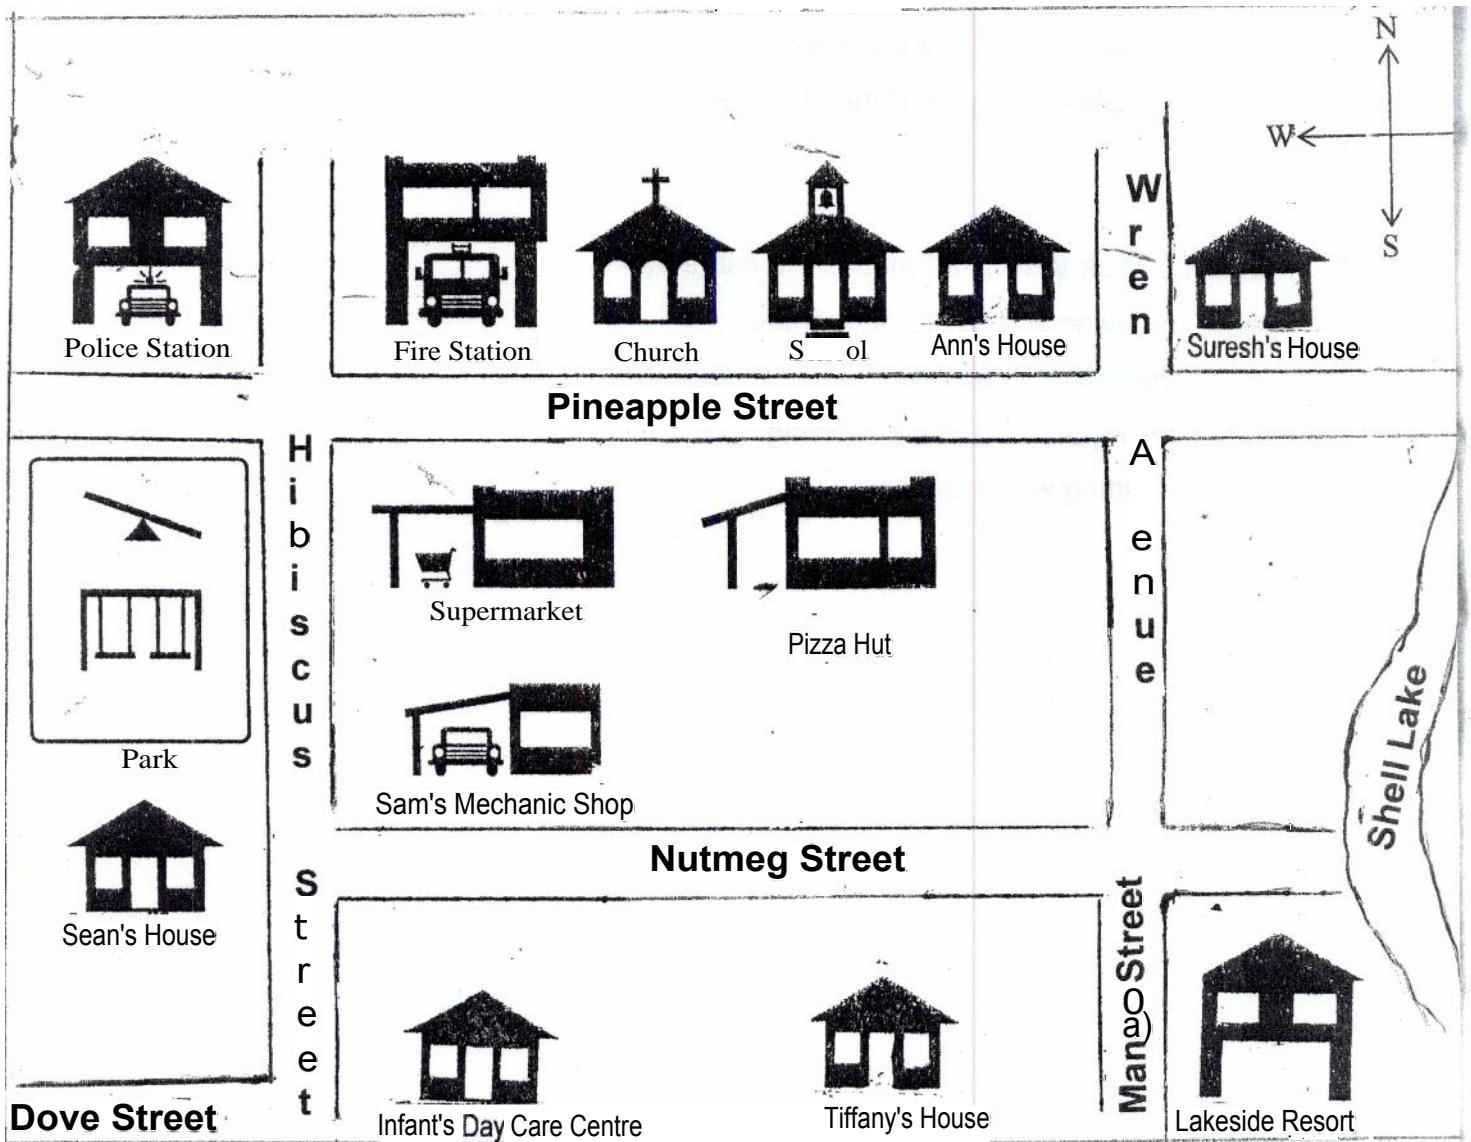 N
W
S
Wren
Police Station
Fire Station
Church
S ol
Ann's House
Suresh's House
Pineapple Street
Hibiscus
A enue
Supermarket
Pizza Hut
Park
Sam's Mechanic Shop
Shell Lake
Nutmeg Street
Sean's House
Street
Street
Infant's Day Care Centre
Tiffany's House
Lakeside Resort
Dove Street